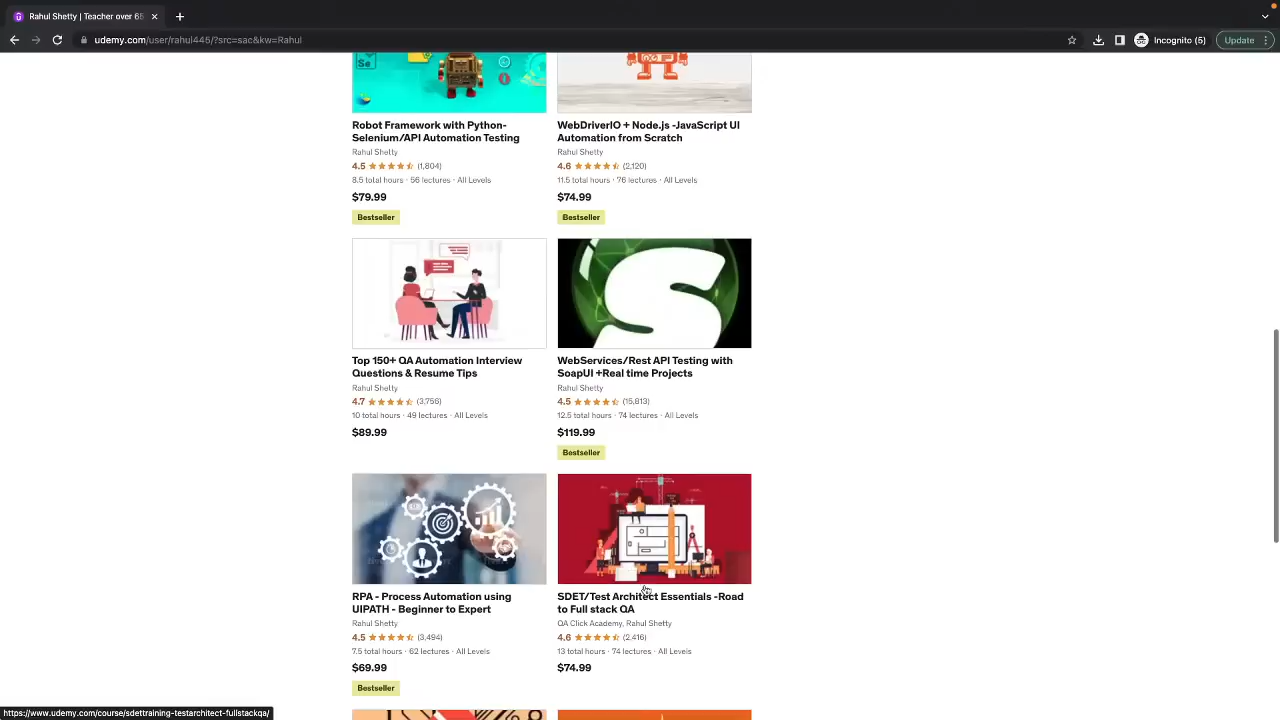 Rahul Shetty | Teacher over 65
Incognito (5)
Update
udemy.com/user/rahul445/?src=sac&kw=Rahul
Se
Robot Framework with Python-
Selenium/API Automation Testing
Rahul Shetty
4.5 (1,804)
8.5 total hours · 56 lectures · All Levels
$79.99
Bestseller
WebDriverIO + Node.js -JavaScript UI
Automation from Scratch
Rahul Shetty
4.6 (2,120)
11.5 total hours · 76 lectures · All Levels
$74.99
Bestseller
Top 150+ QA Automation Interview
Questions & Resume Tips
Rahul Shetty
4.7 (3,756)
10 total hours · 49 lectures · All Levels
$89.99
S
WebServices/Rest API Testing with
SoapUI +Real time Projects
Rahul Shetty
4.5 (15,813)
12.5 total hours · 74 lectures · All Levels
$119.99
Bestseller
RPA - Process Automation using
UIPATH - Beginner to Expert
Rahul Shetty
4.5 (3,494)
7.5 total hours · 62 lectures · All Levels
$69.99
Bestseller
SDET/Test Architect Essentials -Road
to Full stack QA
QA Click Academy, Rahul Shetty
4.6 (2,416)
13 total hours · 74 lectures · All Levels
$74.99
https://www.udemy.com/course/sdettraining-testarchitect-fullstackqa/